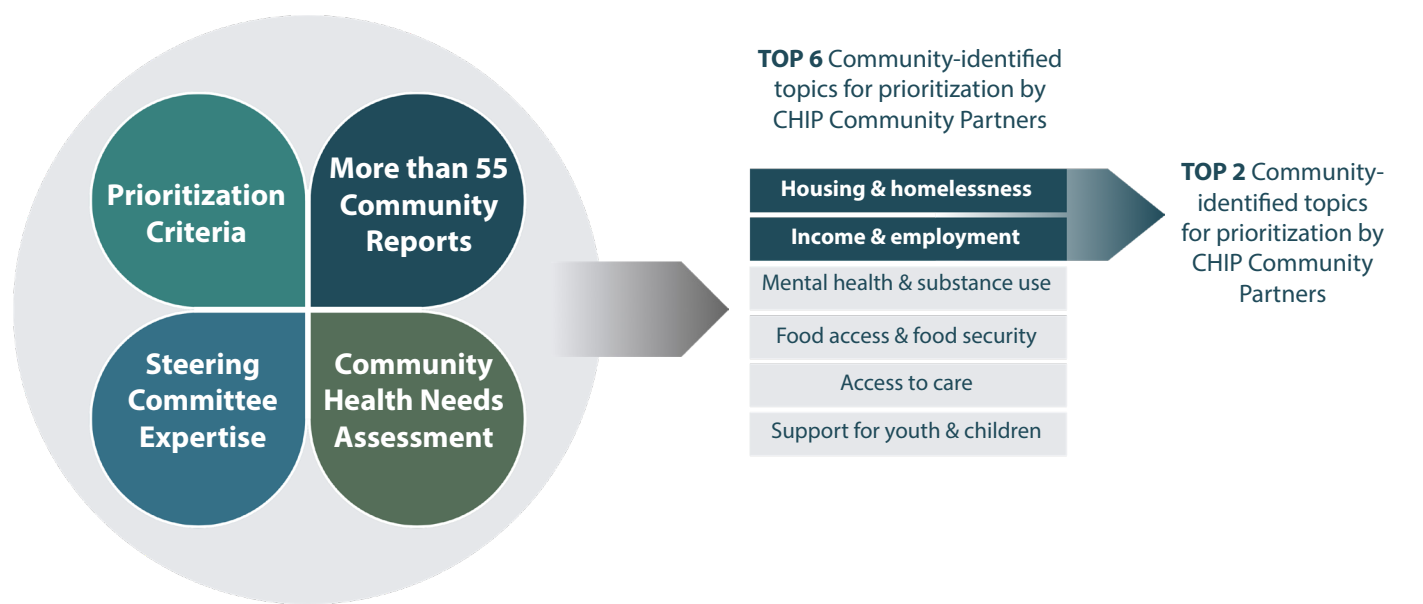 Prioritization
Criteria
More than 55
Community
Reports
Steering
Committee
Expertise
Community
Health Needs
Assessment
TOP 6 Community-identified
topics for prioritization by
CHIP Community Partners
Housing & homelessness
Income & employment
Mental health & substance use
Food access & food security
Access to care
Support for youth & children
TOP 2 Community-
identified topics
for prioritization by
CHIP Community
Partners